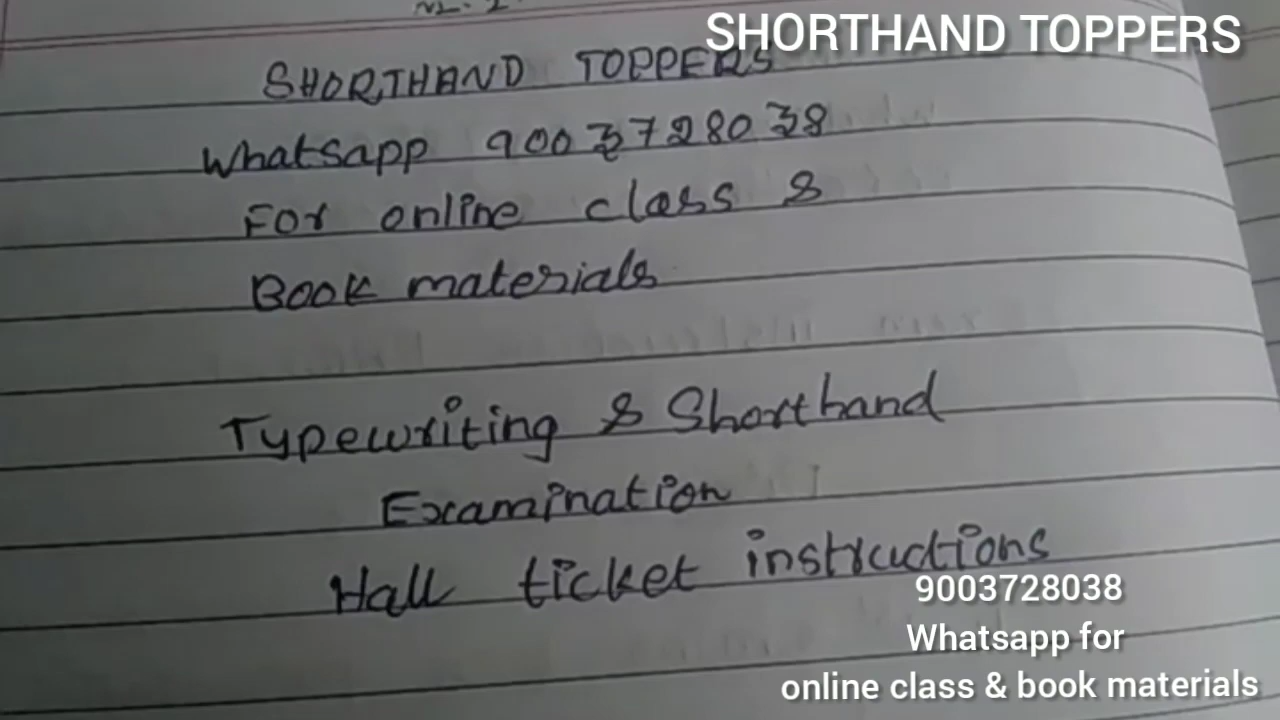 SHORTHAND TOPPERS
SHORTHAND TOPPERS
Whatsapp 9003728038
For online class &
Book materials
Typewriting & Shorthand
Examination
Hall ticket instructions
9003728038
Whatsapp for
online class & book materials